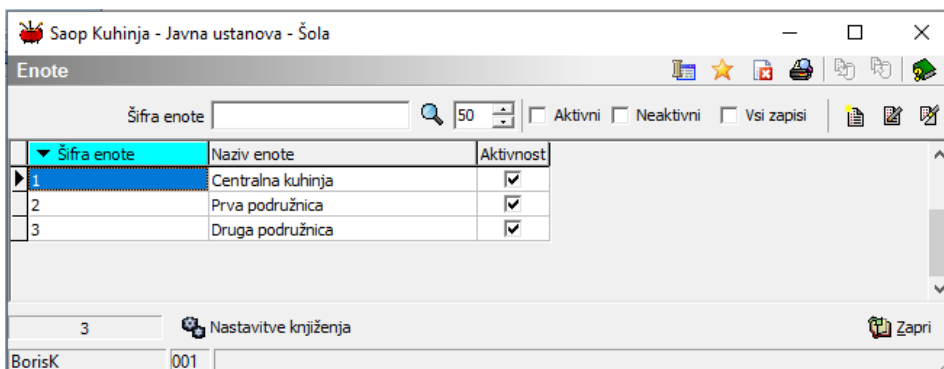 Saop Kuhinja - Javna ustanova - Šola
Enote
Šifra enote 50 Aktivni Neaktivni Vsi zapisi
Šifra enote Naziv enote Aktivnost
1 Centralna kuhinja
2 Prva podružnica
3 Druga podružnica
3 Nastavitve knjiženja Zapri
BorisK 001